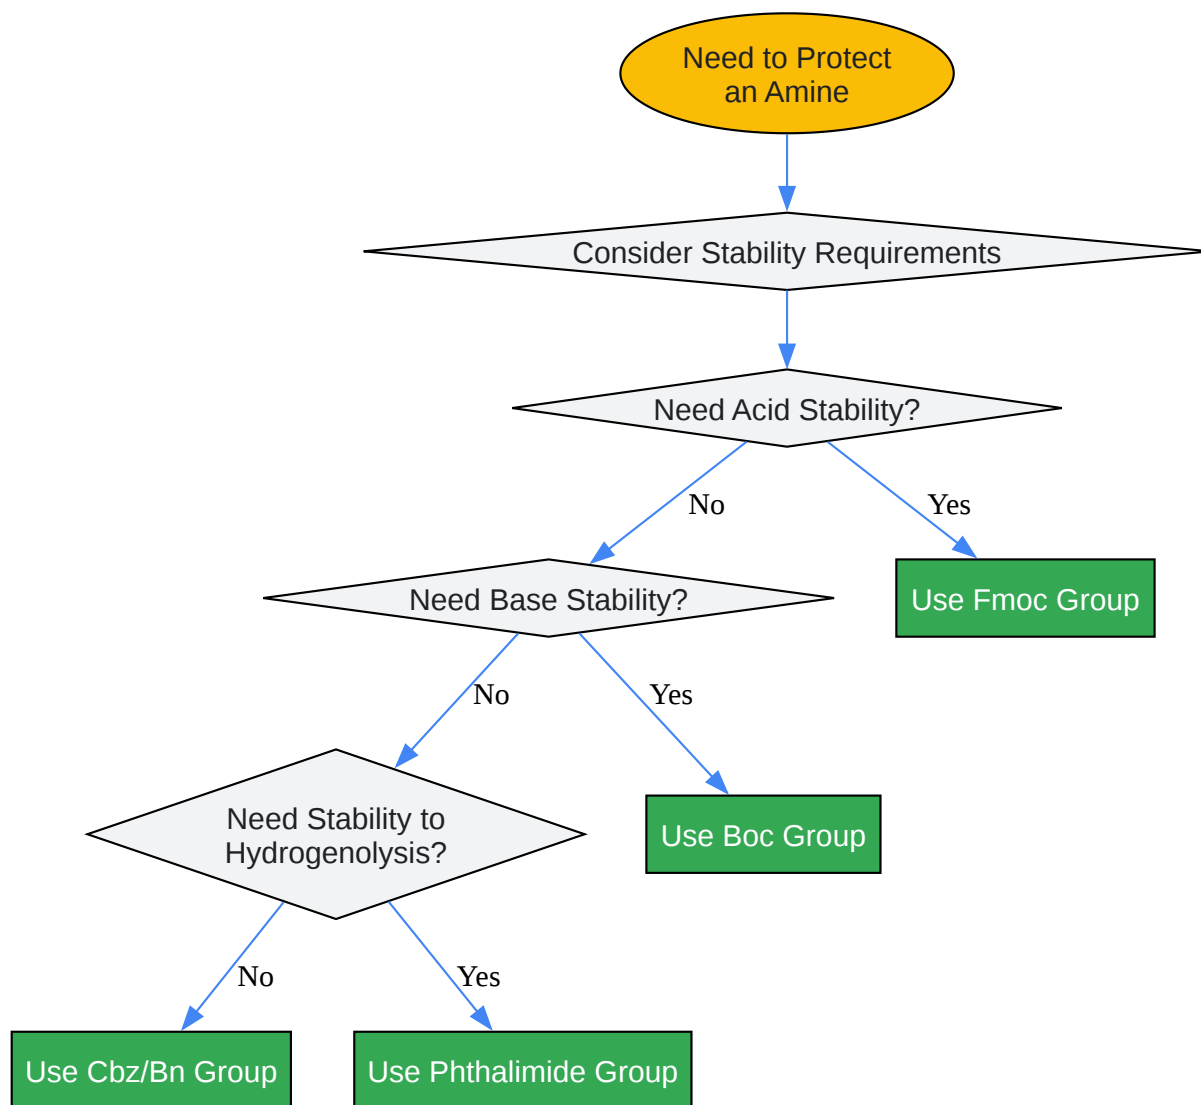 Need to Protect
an Amine
Consider Stability Requirements
Need Acid Stability?
No
Yes
Need Base Stability?
Use Fmoc Group
No
Yes
Need Stability to
Hydrogenolysis?
Use Boc Group
No
Yes
Use Cbz/Bn Group
Use Phthalimide Group